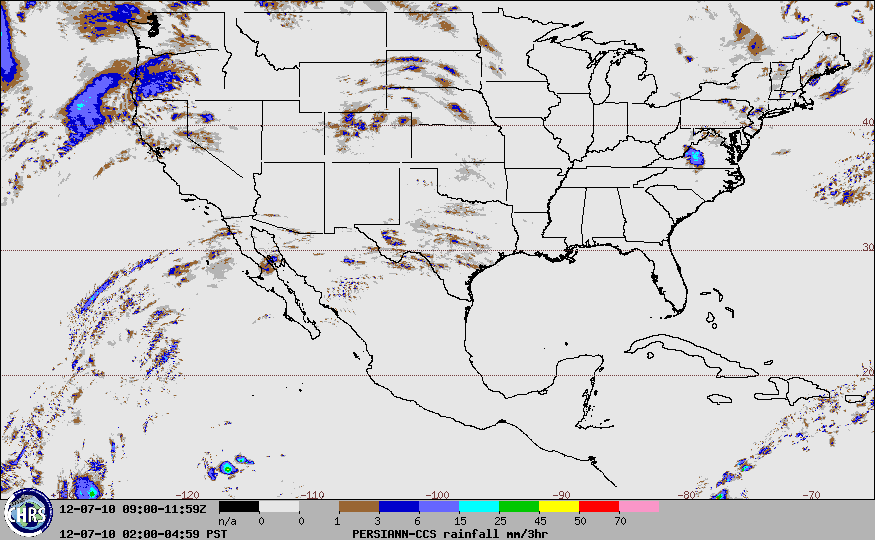 40
30
20
-120
-110
-100
-90
-80
-70
CHRS
12-07-10 09:00-11:59Z
n/a 0 0 1 3 6 15 25 45 50 70
12-07-10 02:00-04:59 PST
PERSIANN-CCS rainfall mm/3hr